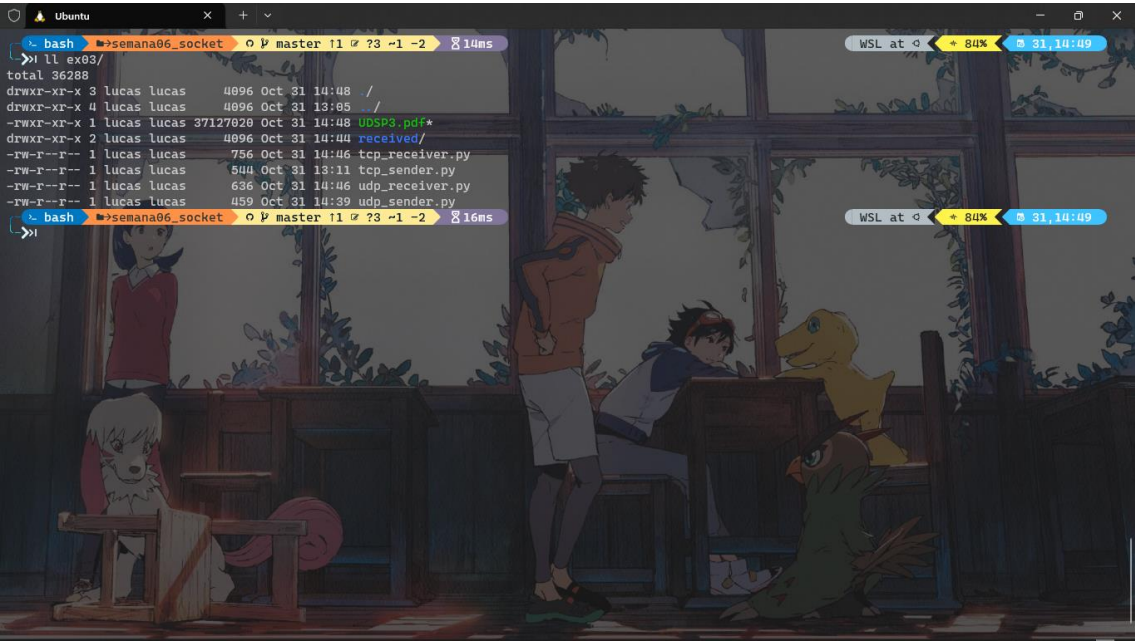 Ubuntu
bash semana06_socket master ↑1 ?3 ~1 -2 14ms WSL at 84% 31,14:49
ll ex03/
total 36288
drwxr-xr-x 3 lucas lucas 4096 Oct 31 14:48 ./
drwxr-xr-x 4 lucas lucas 4096 Oct 31 13:05 ../
-rwxr-xr-x 1 lucas lucas 37127020 Oct 31 14:48 UDSP3.pdf*
drwxr-xr-x 2 lucas lucas 4096 Oct 31 14:44 received/
-rw-r--r-- 1 lucas lucas 756 Oct 31 14:46 tcp_receiver.py
-rw-r--r-- 1 lucas lucas 544 Oct 31 13:11 tcp_sender.py
-rw-r--r-- 1 lucas lucas 636 Oct 31 14:46 udp_receiver.py
-rw-r--r-- 1 lucas lucas 459 Oct 31 14:39 udp_sender.py
bash semana06_socket master ↑1 ?3 ~1 -2 16ms WSL at 84% 31,14:49